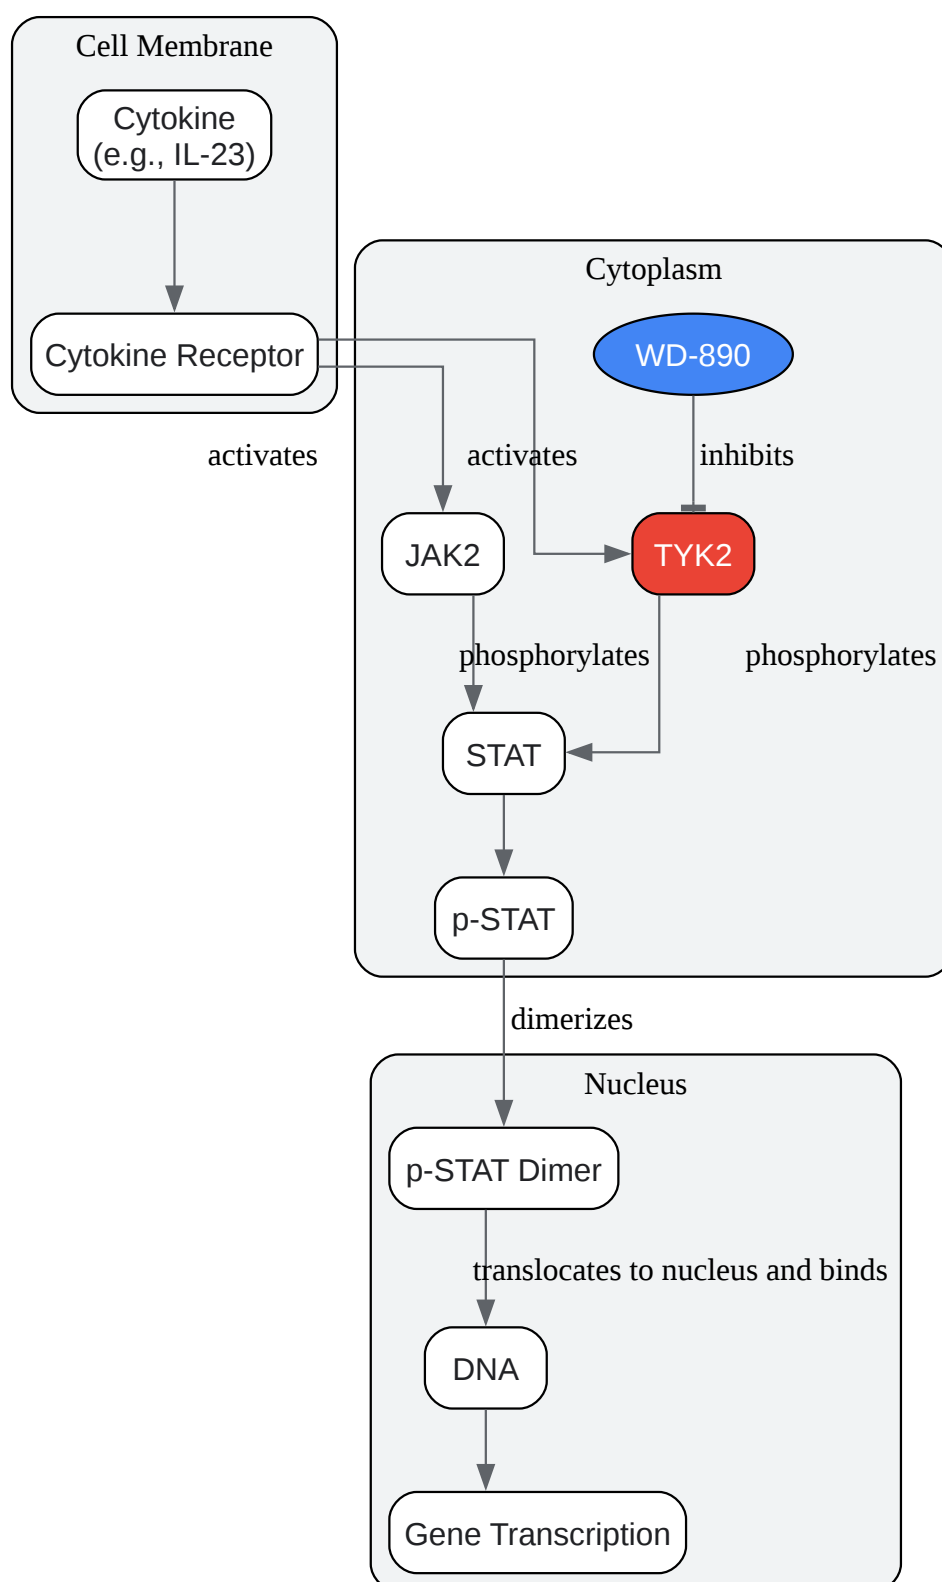 Cell Membrane
Cytokine
(e.g., IL-23)
Cytoplasm
Cytokine Receptor
WD-890
activates
activates
inhibits
JAK2
TYK2
phosphorylates
phosphorylates
STAT
p-STAT
dimerizes
Nucleus
p-STAT Dimer
translocates to nucleus and binds
DNA
Gene Transcription